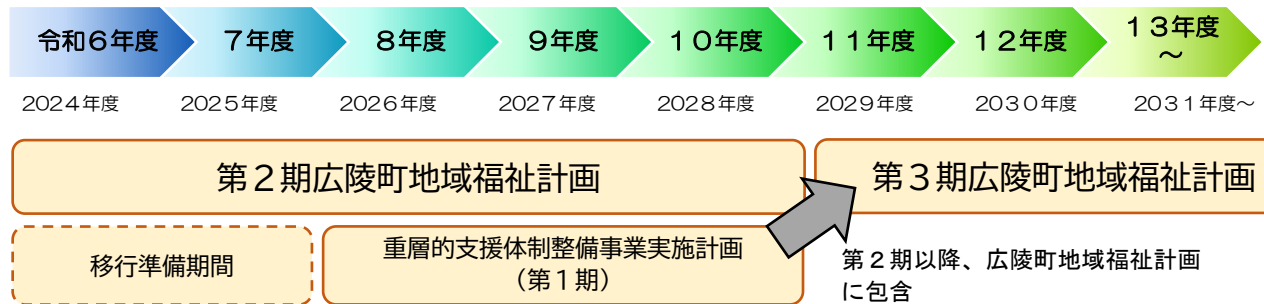 令和６年度
７年度
８年度
９年度
１０年度
１１年度
１２年度
１３年度
～
２０２４年度
２０２５年度
２０２６年度
２０２７年度
２０２８年度
２０２９年度
２０３０年度
２０３１年度～
第２期広陵町地域福祉計画
第３期広陵町地域福祉計画
移行準備期間
重層的支援体制整備事業実施計画
（第１期）
第２期以降、広陵町地域福祉計画
に包含